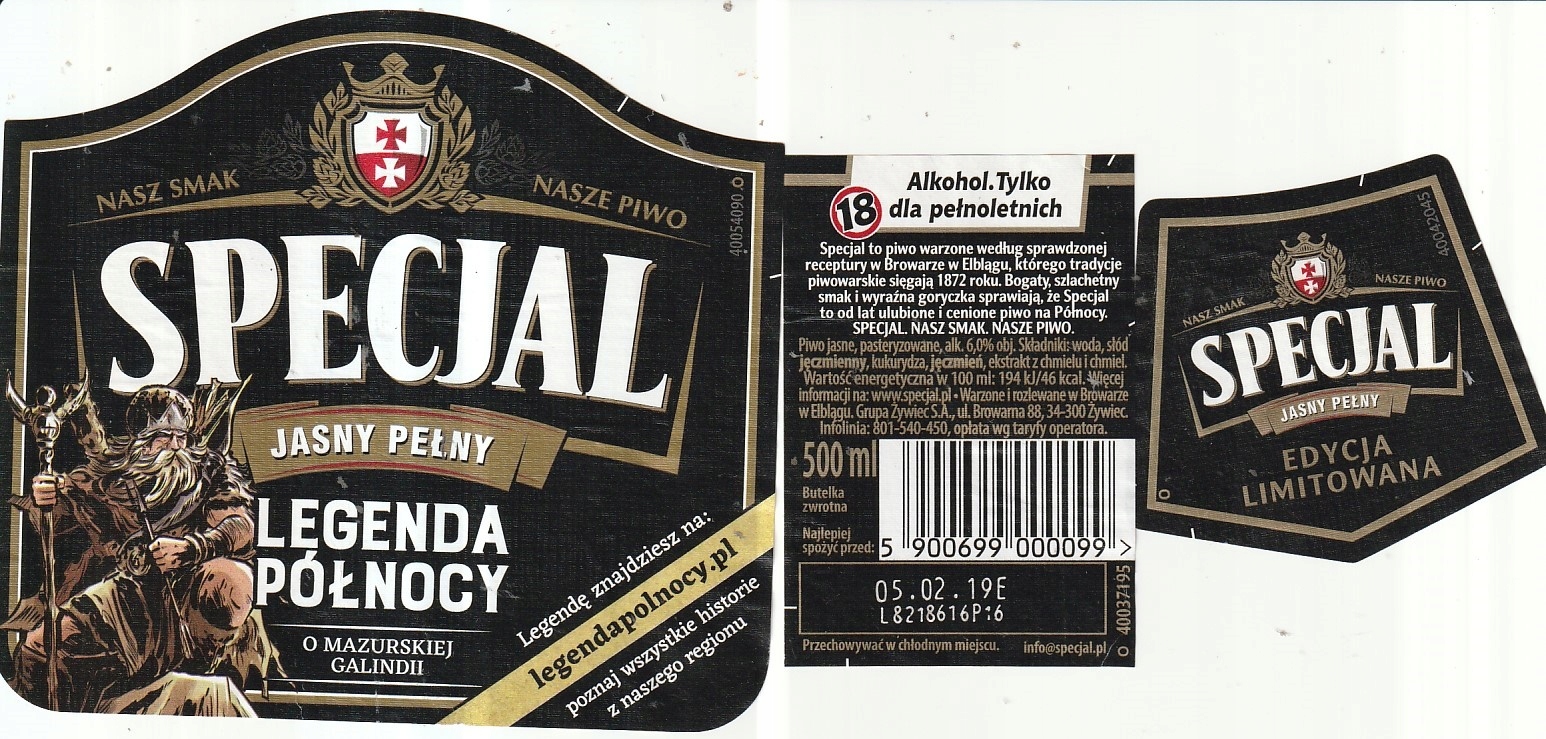 NASZ SMAK
NASZE PIWO
40054090
SPECJAL
JASNY PEŁNY
LEGENDA
PÓŁNOCY
O MAZURSKIEJ
GALINDII
Legendę znajdziesz na:
legendapolnocy.pl
poznaj wszystkie historie
z naszego regionu
18
Alkohol.Tylko
dla pełnoletnich
Specjal to piwo warzone według sprawdzonej
receptury w Browarze w Elblągu, którego tradycje
piwowarskie sięgają 1872 roku. Bogaty, szlachetny
smak i wyraźna goryczka sprawiają, że Specjal
to od lat ulubione i cenione piwo na Północy.
SPECJAL. NASZ SMAK. NASZE PIWO.
Piwo jasne, pasteryzowane, alk. 6,0% obj. Składniki: woda, słód
jęczmienny, kukurydza, jęczmień, ekstrakt z chmielu i chmiel.
Wartość energetyczna w 100 ml: 194 kJ/46 kcal. Więcej
informacji na: www.specjal.pl • Warzone i rozlewane w Browarze
w Elblągu. Grupa Żywiec S.A., ul. Browarna 88, 34-300 Żywiec.
Infolinia: 801-540-450, opłata wg taryfy operatora.
500 ml
Butelka
zwrotna
Najlepiej
spożyć przed:
5 900699 000099 >
05.02.19E
L8218616P:6
40037195
Przechowywać w chłodnym miejscu. info@specjal.pl
40042045
NASZ SMAK
NASZE PIWO
SPECJAL
JASNY PEŁNY
EDYCJA
LIMITOWANA